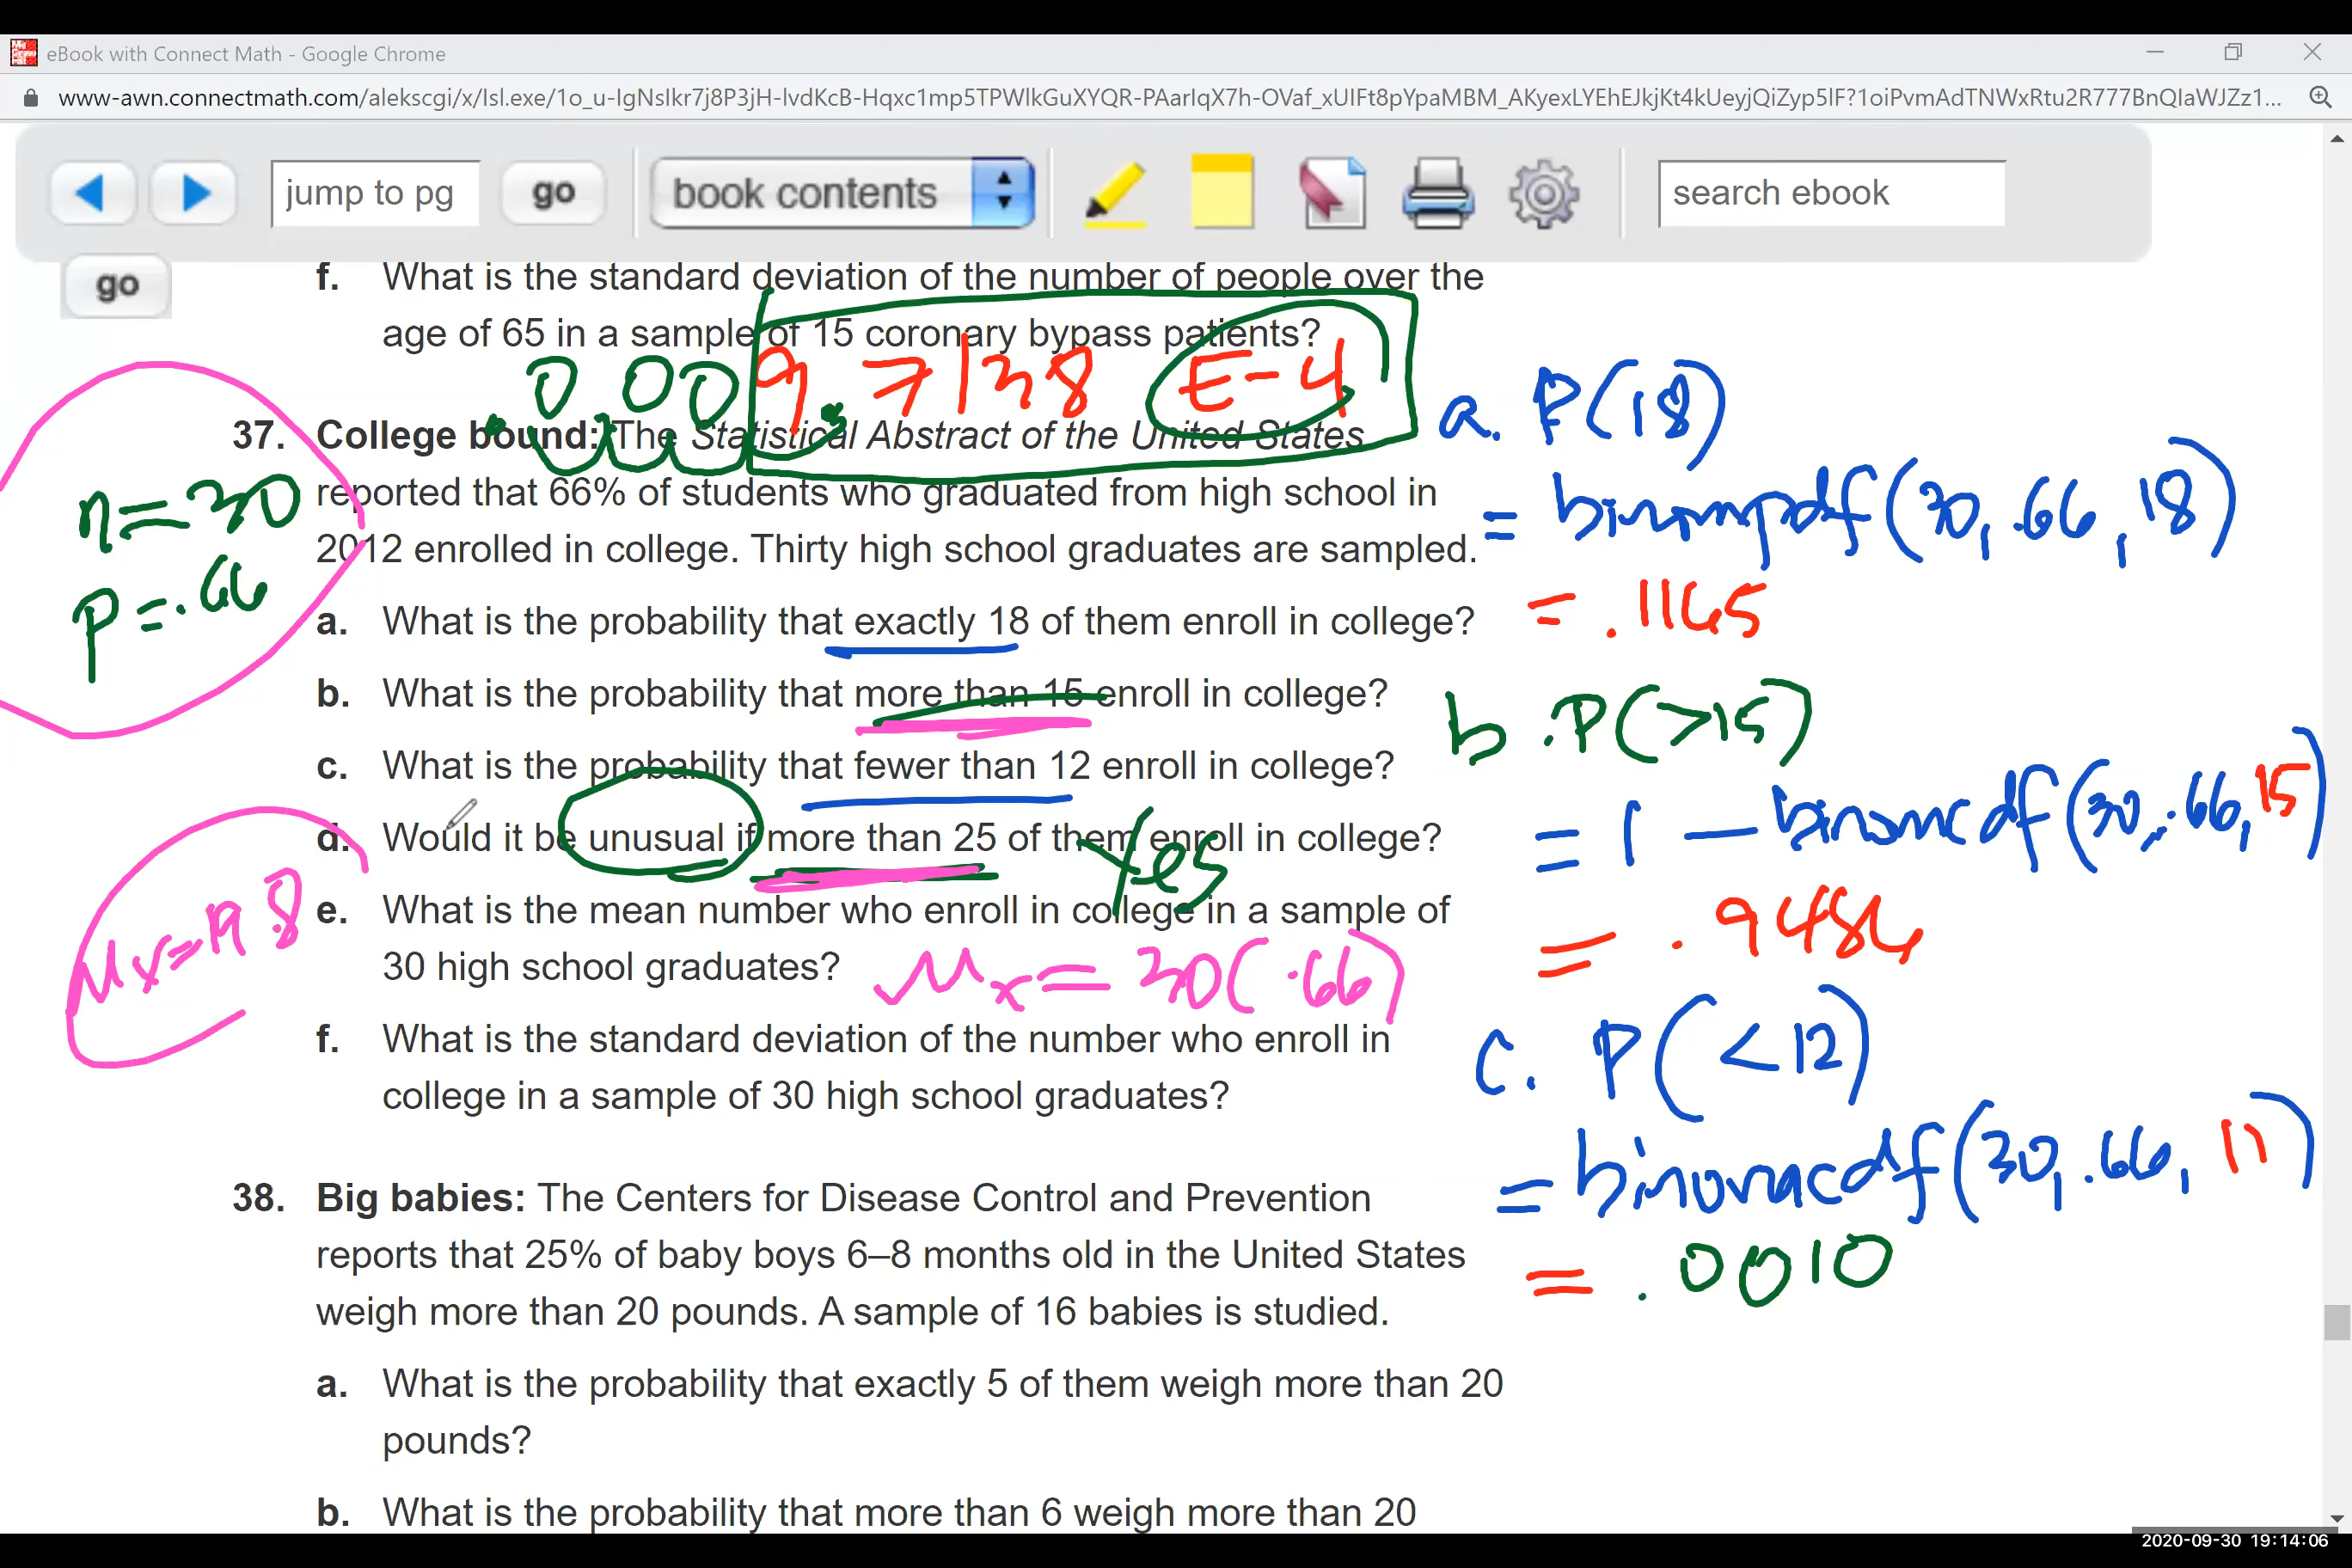 eBook with Connect Math - Google Chrome
www-awn.connectmath.com/alekscgi/x/Isl.exe/1o_u-IgNsIkr7j8P3jH-IvdKcB-Hqxc1mp5TPWlkGuXYQR-PAarIqX7h-OVaf_xUIFt8pYpaMBM_AKyexLYEhEJkjKt4kUeyjQiZyp5lF?1oiPvmAdTNWxRtu2R777BnQIaWJZz1...
jump to pg go book contents search ebook
go
f. What is the standard deviation of the number of people over the
age of 65 in a sample of 15 coronary bypass patients?
.0009.7138 E-4
37. College bound: The Statistical Abstract of the United States
reported that 66% of students who graduated from high school in
2012 enrolled in college. Thirty high school graduates are sampled.
n=30
p=.66
a. What is the probability that exactly 18 of them enroll in college?
b. What is the probability that more than 15 enroll in college?
c. What is the probability that fewer than 12 enroll in college?
d. Would it be unusual if more than 25 of them enroll in college?
Yes
e. What is the mean number who enroll in college in a sample of
30 high school graduates?
μx=30(.66)
μx=19.8
f. What is the standard deviation of the number who enroll in
college in a sample of 30 high school graduates?
38. Big babies: The Centers for Disease Control and Prevention
reports that 25% of baby boys 6–8 months old in the United States
weigh more than 20 pounds. A sample of 16 babies is studied.
a. What is the probability that exactly 5 of them weigh more than 20
pounds?
b. What is the probability that more than 6 weigh more than 20
a. P(18)
= binompdf(30, .66, 18)
= .1165
b. P(>15)
= 1 - binomcdf(30, .66, 15)
= .9486
c. P(<12)
= binomcdf(30, .66, 11)
= .0010
2020-09-30 19:14:06